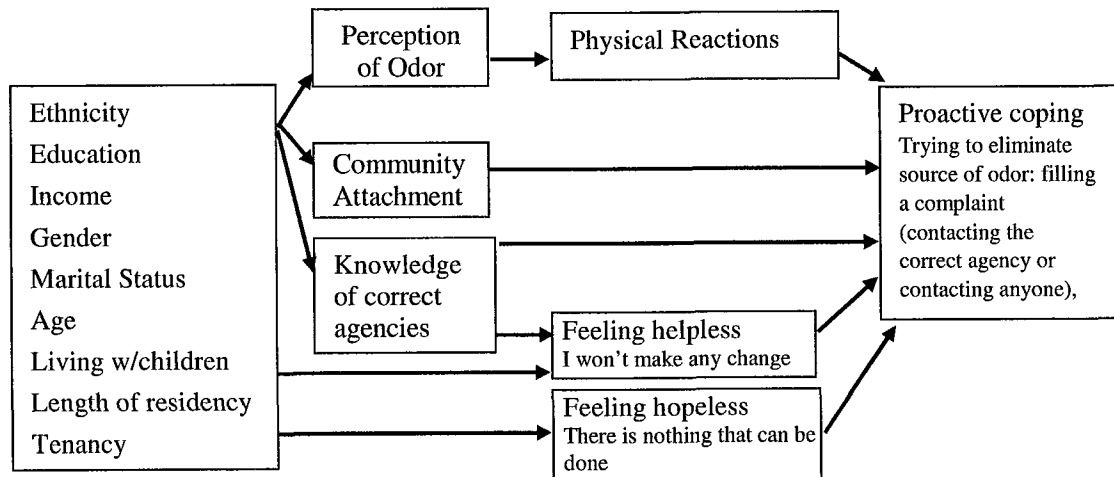 Perception
of Odor
Physical Reactions
Ethnicity
Education
Income
Gender
Marital Status
Age
Living w/children
Length of residency
Tenancy
Community
Attachment
Knowledge
of correct
agencies
Feeling helpless
I won't make any change
Feeling hopeless
There is nothing that can be
done
Proactive coping
Trying to eliminate
source of odor: filling
a complaint
(contacting the
correct agency or
contacting anyone),